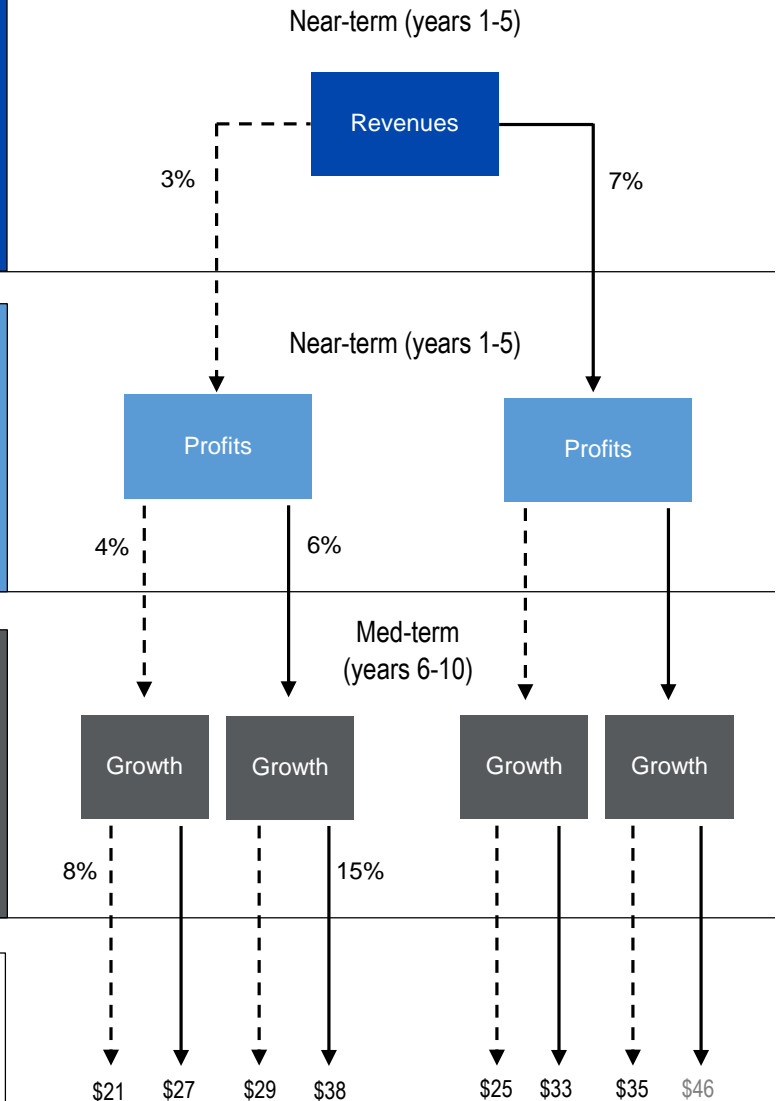 Near-term (years 1-5)
Revenues
3%
7%
Near-term (years 1-5)
Profits
Profits
4%
6%
Med-term
(years 6-10)
Growth
Growth
Growth
Growth
8%
15%
$21
$27
$29
$38
$25
$33
$35
$46